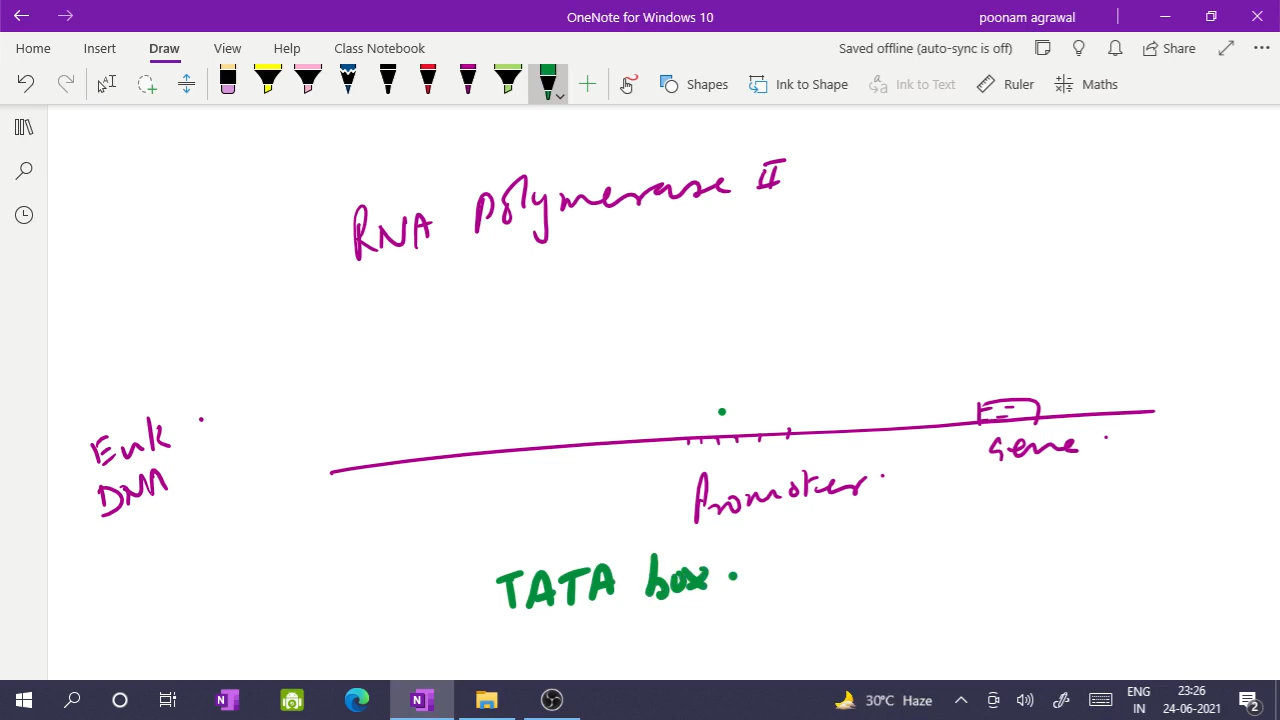 OneNote for Windows 10
poonam agrawal
Home Insert Draw View Help Class Notebook
Saved offline (auto-sync is off)
Share
Shapes Ink to Shape Ink to Text Ruler Maths
RNA Polymerase II
Euk
DNA
Gene
Promoter
TATA box
30°C Haze
ENG
IN
23:26
24-06-2021
2